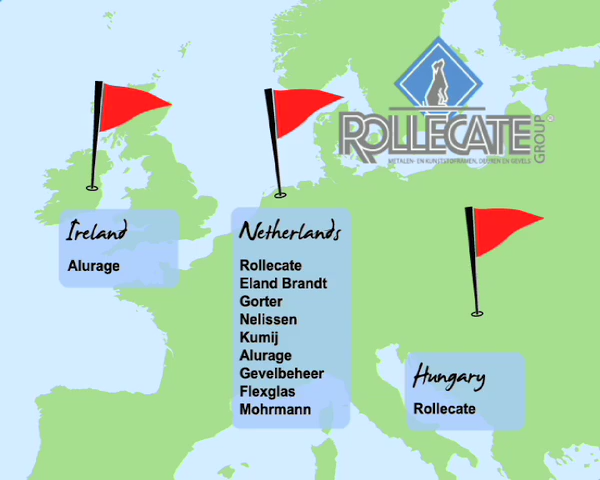 ROLLECATE GROUP
METALEN- EN KUNSTSTOFRAMEN, DEUREN EN GEVELS
Ireland
Alurage
Netherlands
Rollecate
Eland Brandt
Gorter
Nelissen
Kumij
Alurage
Gevelbeheer
Flexglas
Mohrmann
Hungary
Rollecate